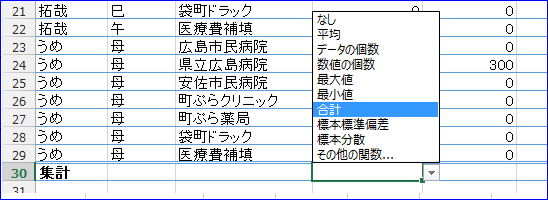 21 拓哉 巳 袋町ドラッグ 0 0
なし
22 拓哉 午 医療費補填 0
平均
23 うめ 母 広島市民病院 0
データの個数
24 うめ 母 県立広島病院 300
数値の個数
25 うめ 母 安佐市民病院 0
最大値
26 うめ 母 町ぶらクリニック 0
最小値
27 うめ 母 町ぶら薬局 0
合計
28 うめ 母 袋町ドラッグ 0
標本標準偏差
標本分散
29 うめ 母 医療費補填 0
その他の関数...
30 集計
31